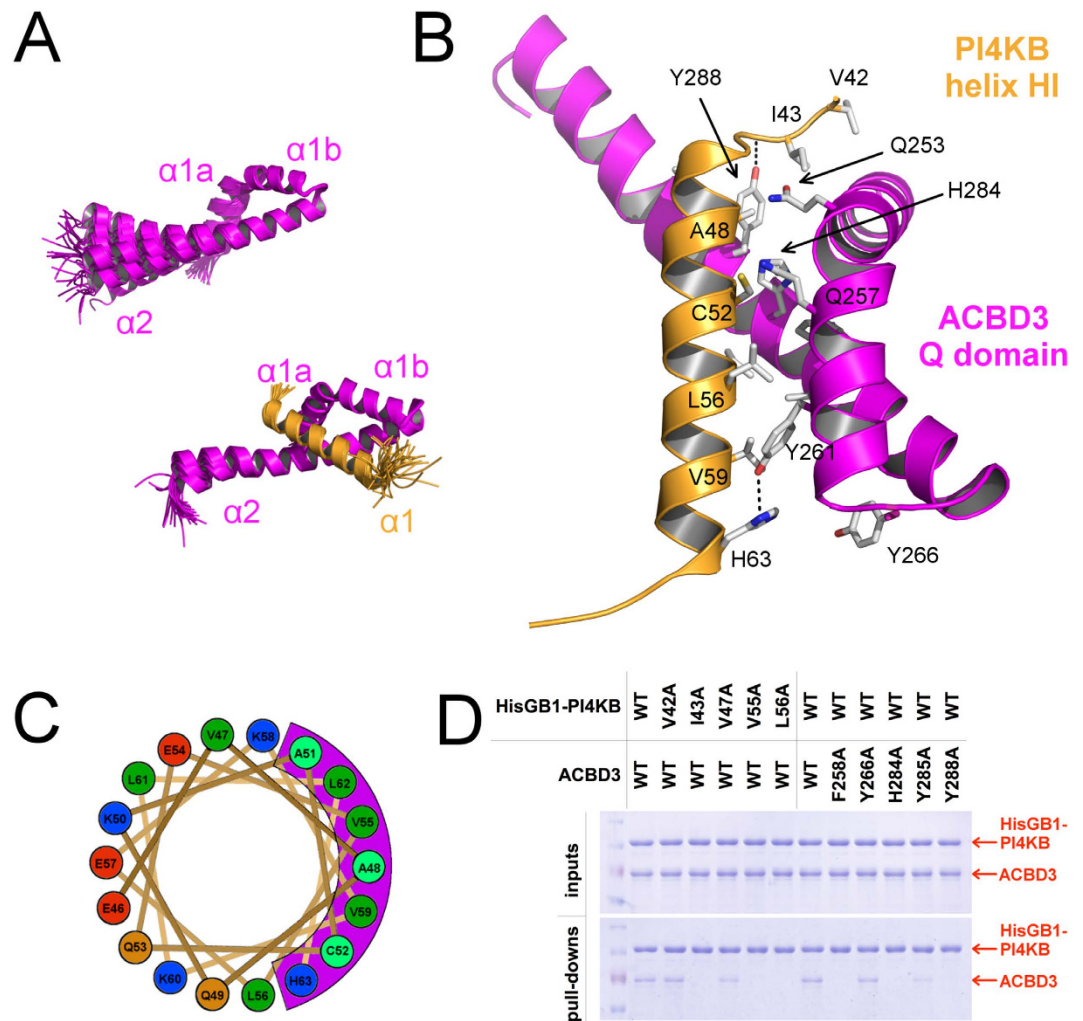 A
α1a
α1b
α2
α1a
α1b
α2
α1
B
PI4KB
helix HI
V42
Y288
I43
Q253
H284
A48
C52
Q257
ACBD3
Q domain
L56
Y261
V59
H63
Y266
C
V47
K58
E54
A51
L61
L62
K50
V55
E57
A48
E46
V59
Q53
C52
K60
H63
Q49
L56
D
HisGB1-PI4KB WT V42A I43A V47A V55A L56A WT WT WT WT WT WT
ACBD3 WT WT WT WT WT WT WT F258A Y266A H284A Y285A Y288A
inputs
HisGB1-
PI4KB
ACBD3
pull-downs
HisGB1-
PI4KB
ACBD3